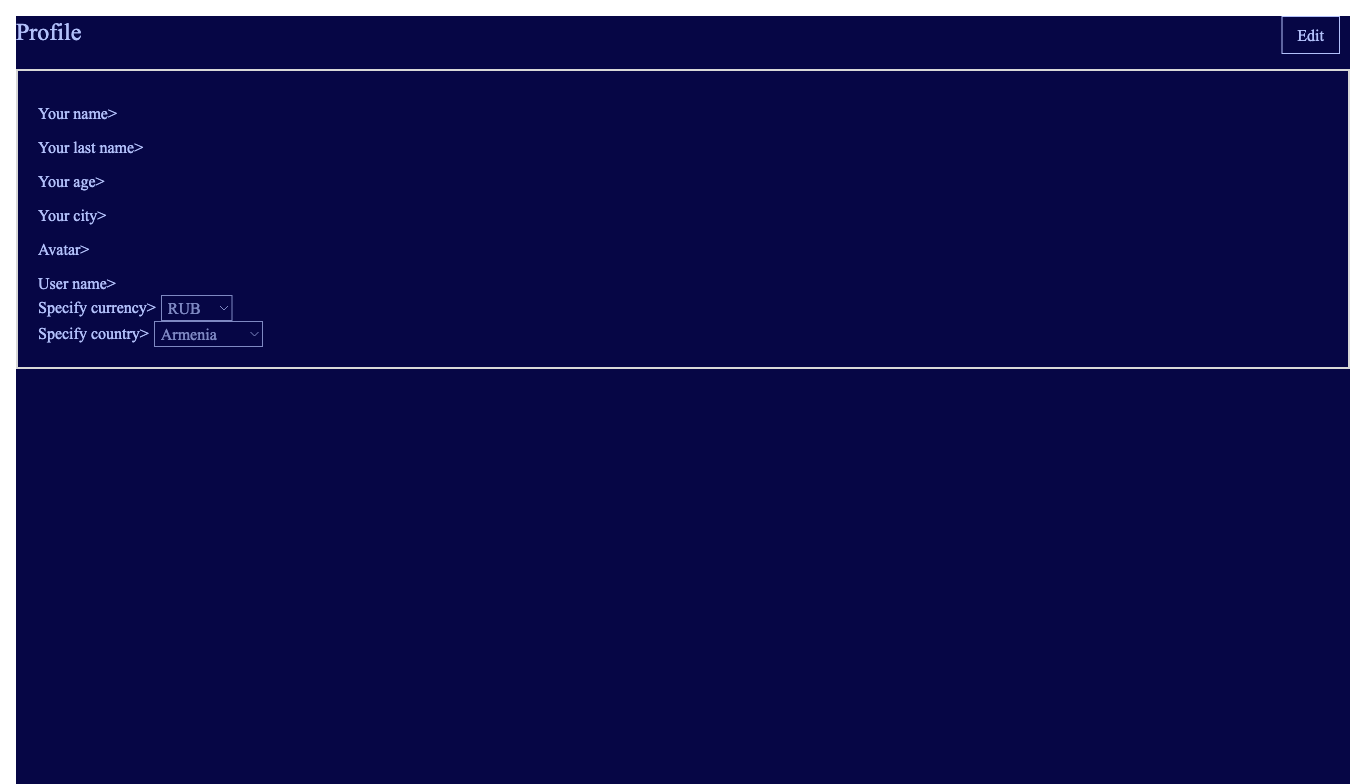 Profile
Edit
Your name>
Your last name>
Your age>
Your city>
Avatar>
User name>
Specify currency> RUB
Specify country> Armenia